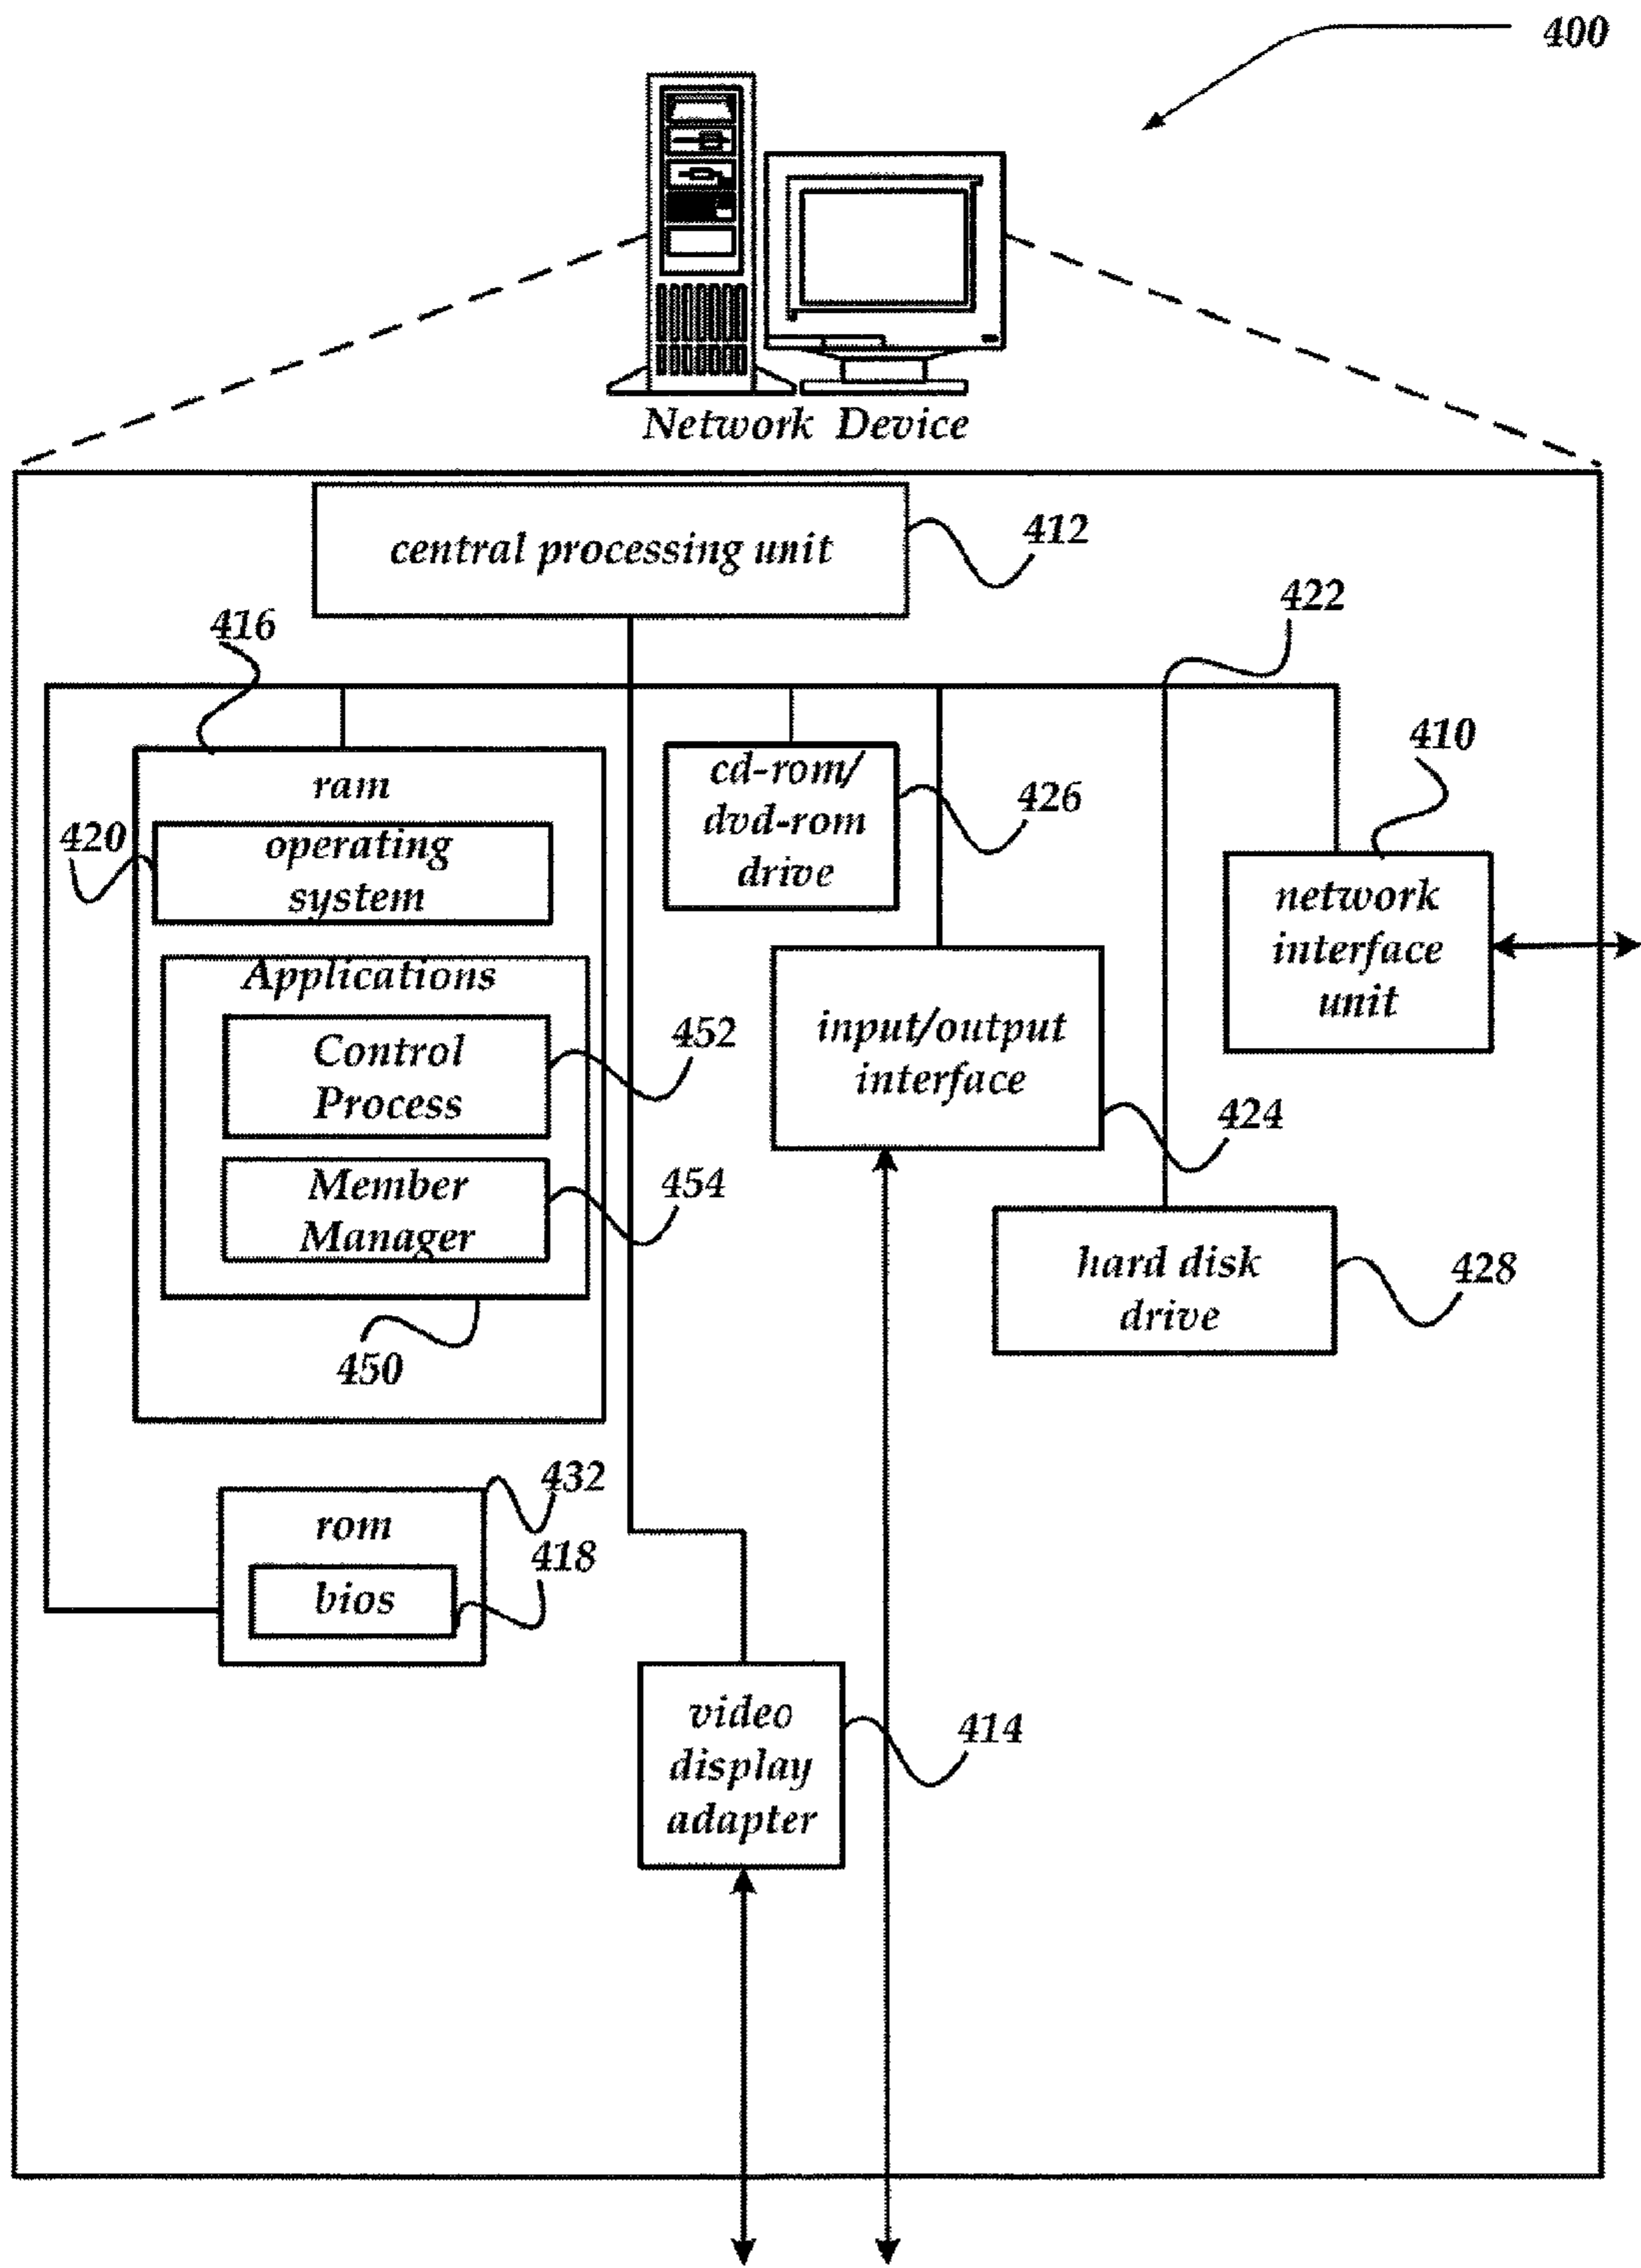 400
Network Device
central processing unit
412
422
416
410
ram
cd-rom/
dvd-rom
drive
426
420
operating
system
network
interface
unit
Applications
Control
Process
452
input/output
interface
424
Member
Manager
454
hard disk
drive
428
450
432
rom
418
bios
video
display
adapter
414